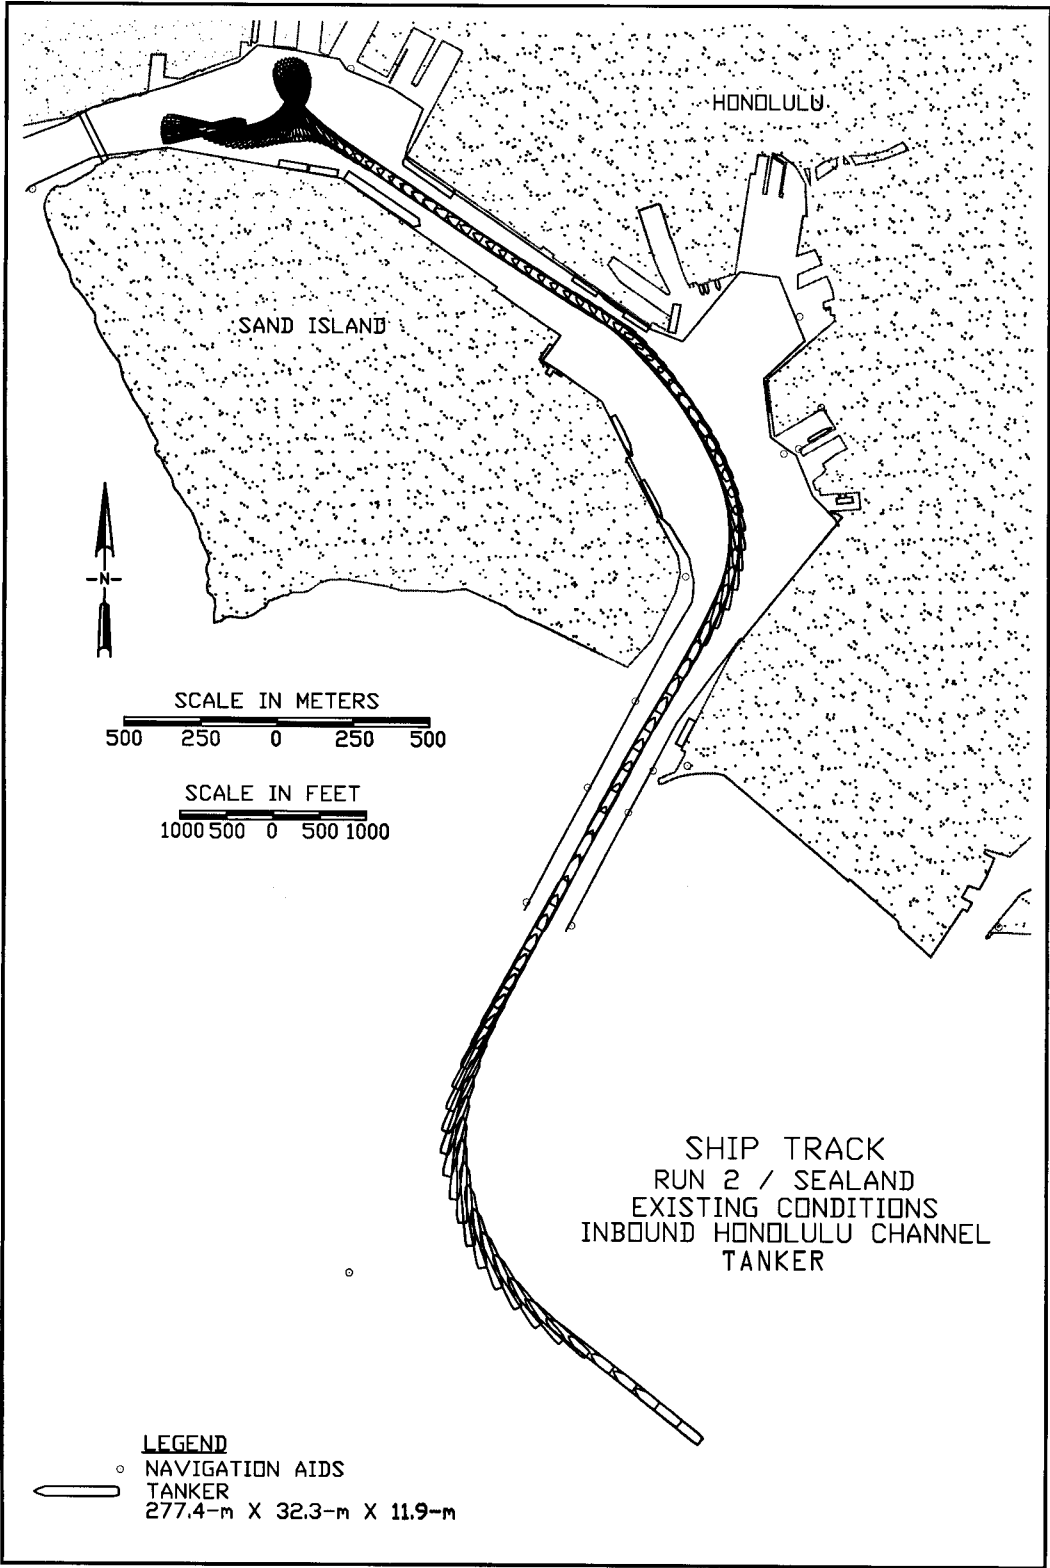 HONOLULU
SAND ISLAND
-N-
SCALE IN METERS
500 250 0 250 500
SCALE IN FEET
1000 500 0 500 1000
SHIP TRACK
RUN 2 / SEALAND
EXISTING CONDITIONS
INBOUND HONOLULU CHANNEL
TANKER
LEGEND
NAVIGATION AIDS
TANKER
277.4-m X 32.3-m X 11.9-m